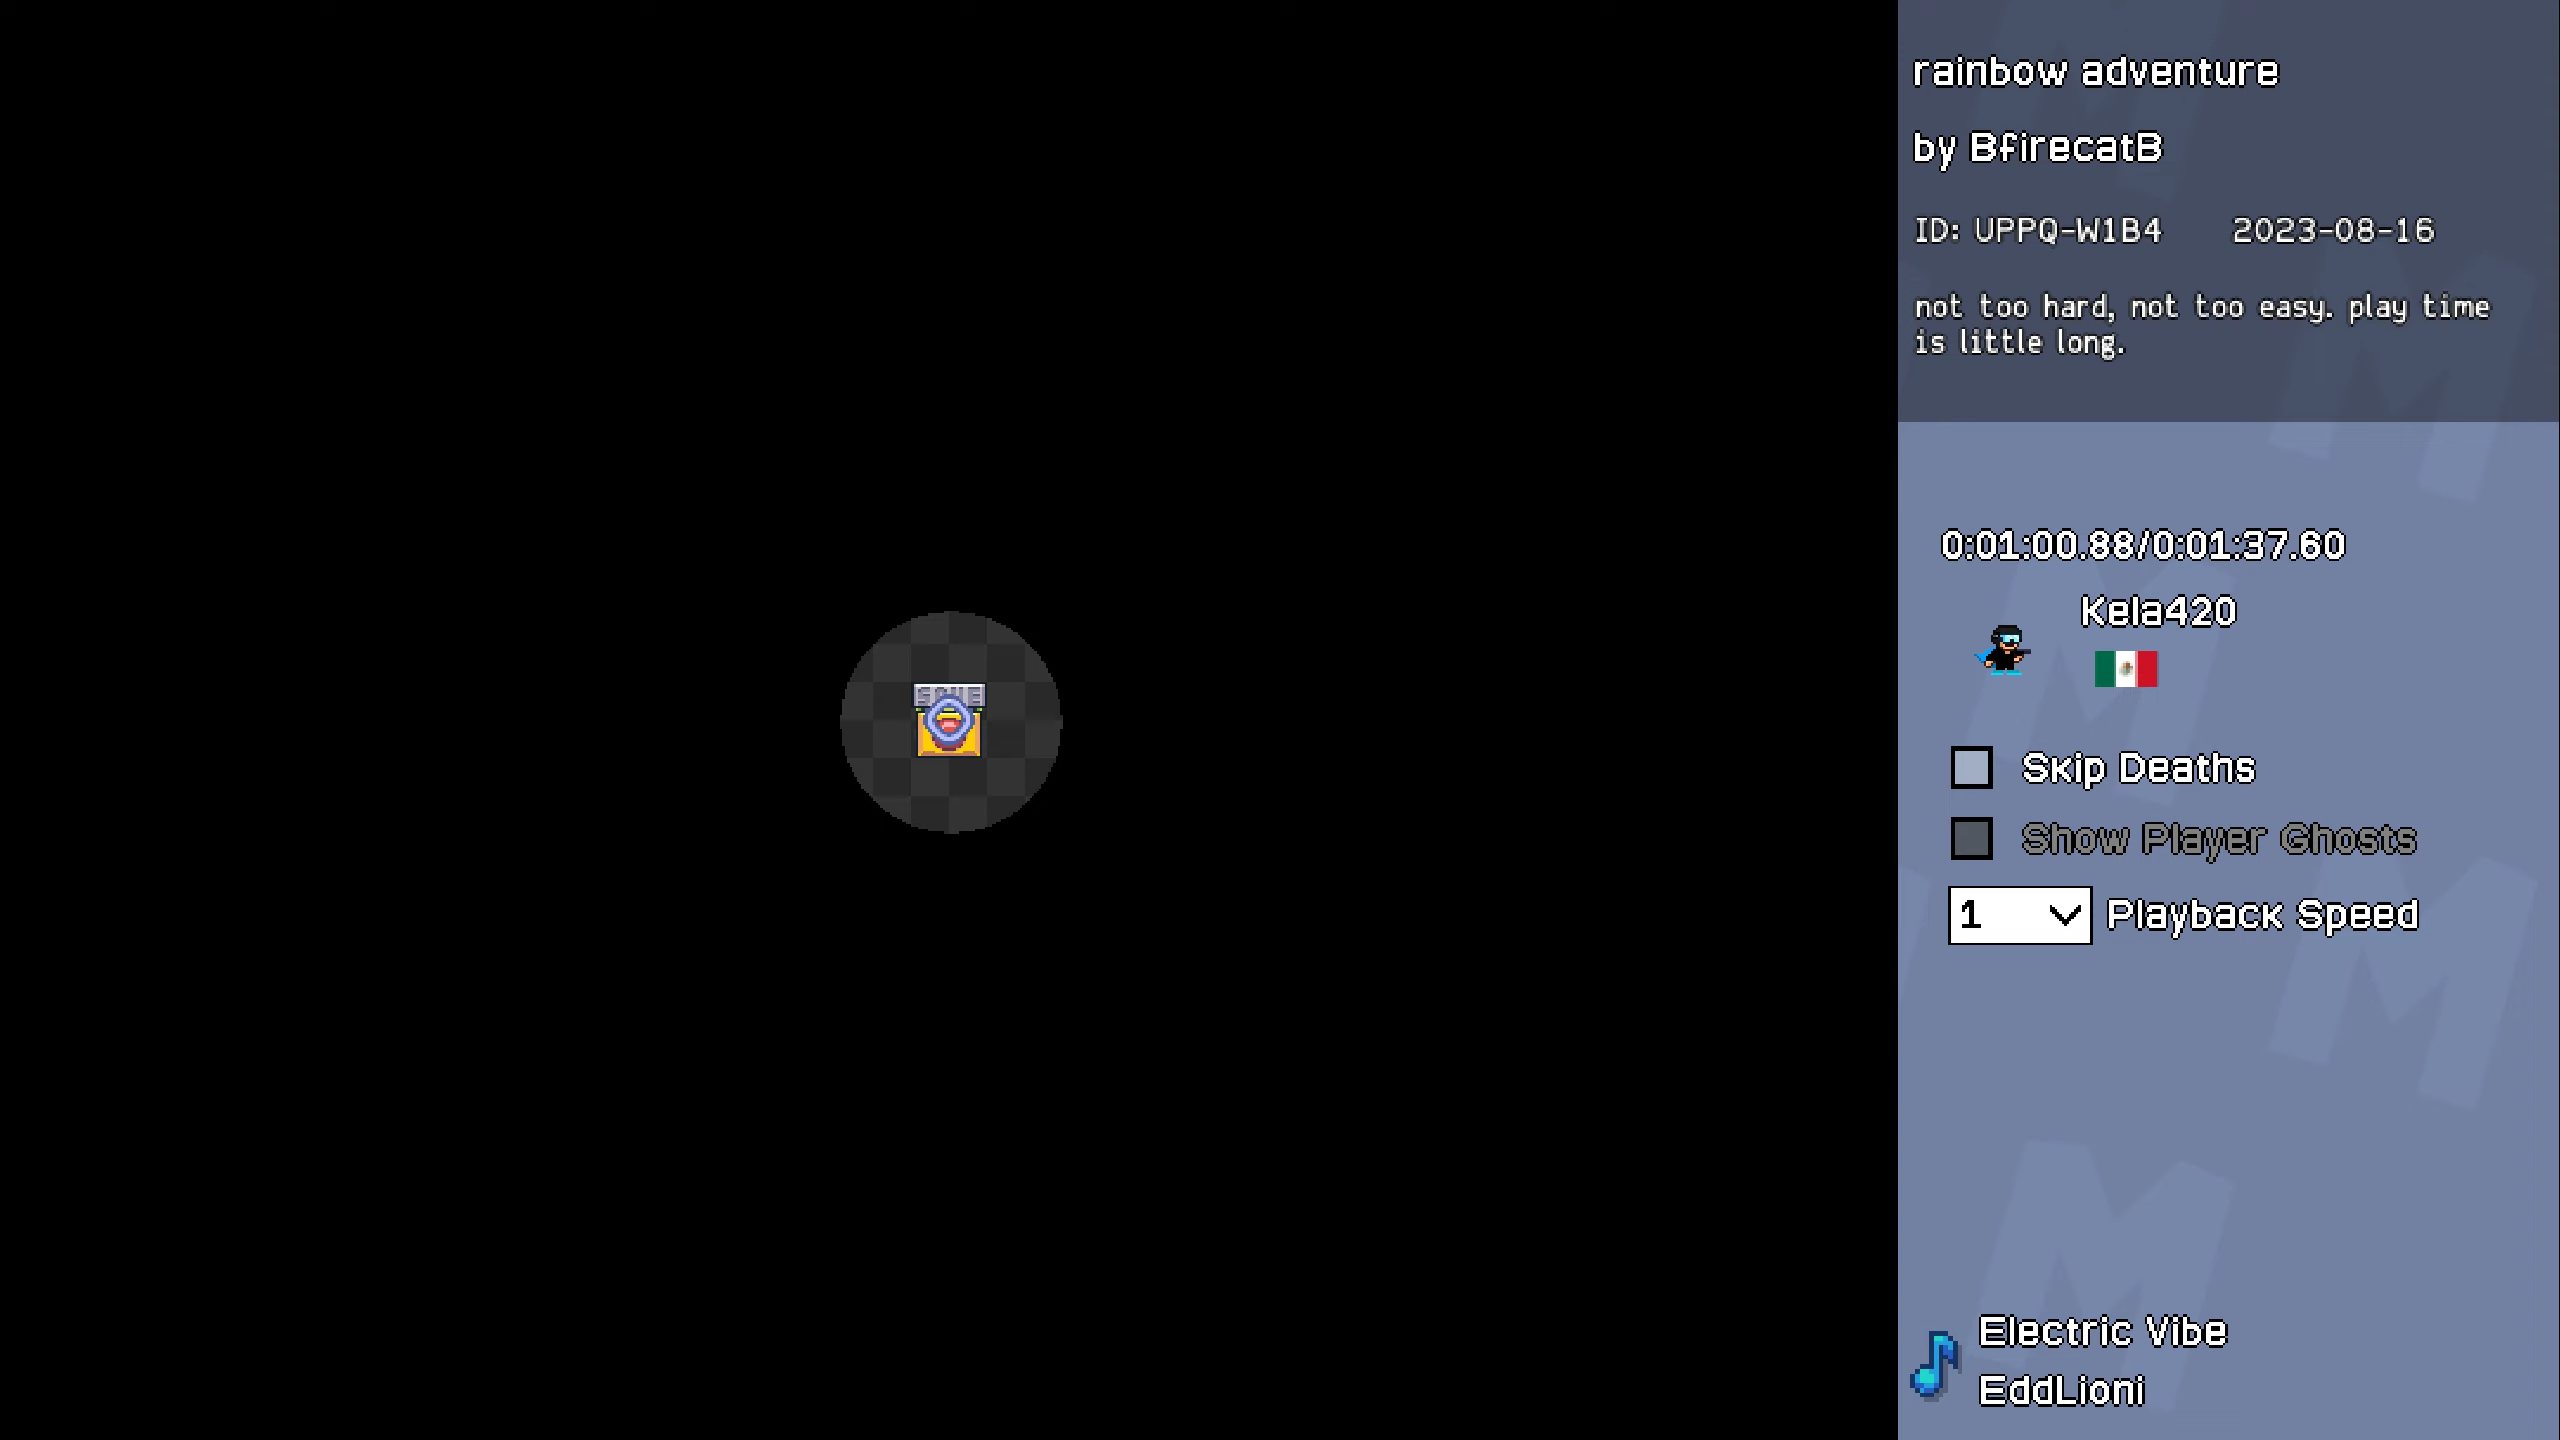 rainbow adventure
by BfirecatB
ID: UPPQ-W1B4 2023-08-16
not too hard, not too easy. play time
is little long.
0:01:00.88/0:01:37.60
Kela420
SAVE
Skip Deaths
Show Player Ghosts
1 Playback Speed
Electric Vibe
EddLioni